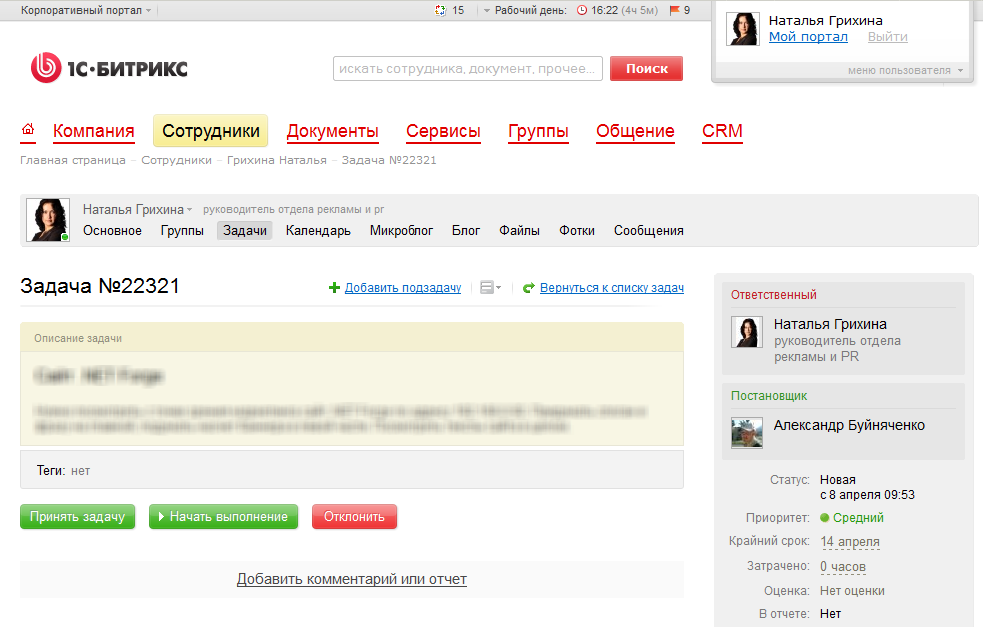 Корпоративный портал
15
Рабочий день: 16:22 (4ч 5м) 9
Наталья Грихина
Мой портал Выйти
меню пользователя
1С·БИТРИКС
искать сотрудника, документ, прочее...
Поиск
Компания Сотрудники Документы Сервисы Группы Общение CRM
Главная страница – Сотрудники – Грихина Наталья – Задача №22321
Наталья Грихина руководитель отдела рекламы и pr
Основное Группы Задачи Календарь Микроблог Блог Файлы Фотки Сообщения
Задача №22321
Добавить подзадачу
Вернуться к списку задач
Описание задачи
Теги: нет
Принять задачу Начать выполнение Отклонить
Добавить комментарий или отчет
Ответственный
Наталья Грихина
руководитель отдела
рекламы и PR
Постановщик
Александр Буйняченко
Статус: Новая
с 8 апреля 09:53
Приоритет: Средний
Крайний срок: 14 апреля
Затрачено: 0 часов
Оценка: Нет оценки
В отчете: Нет